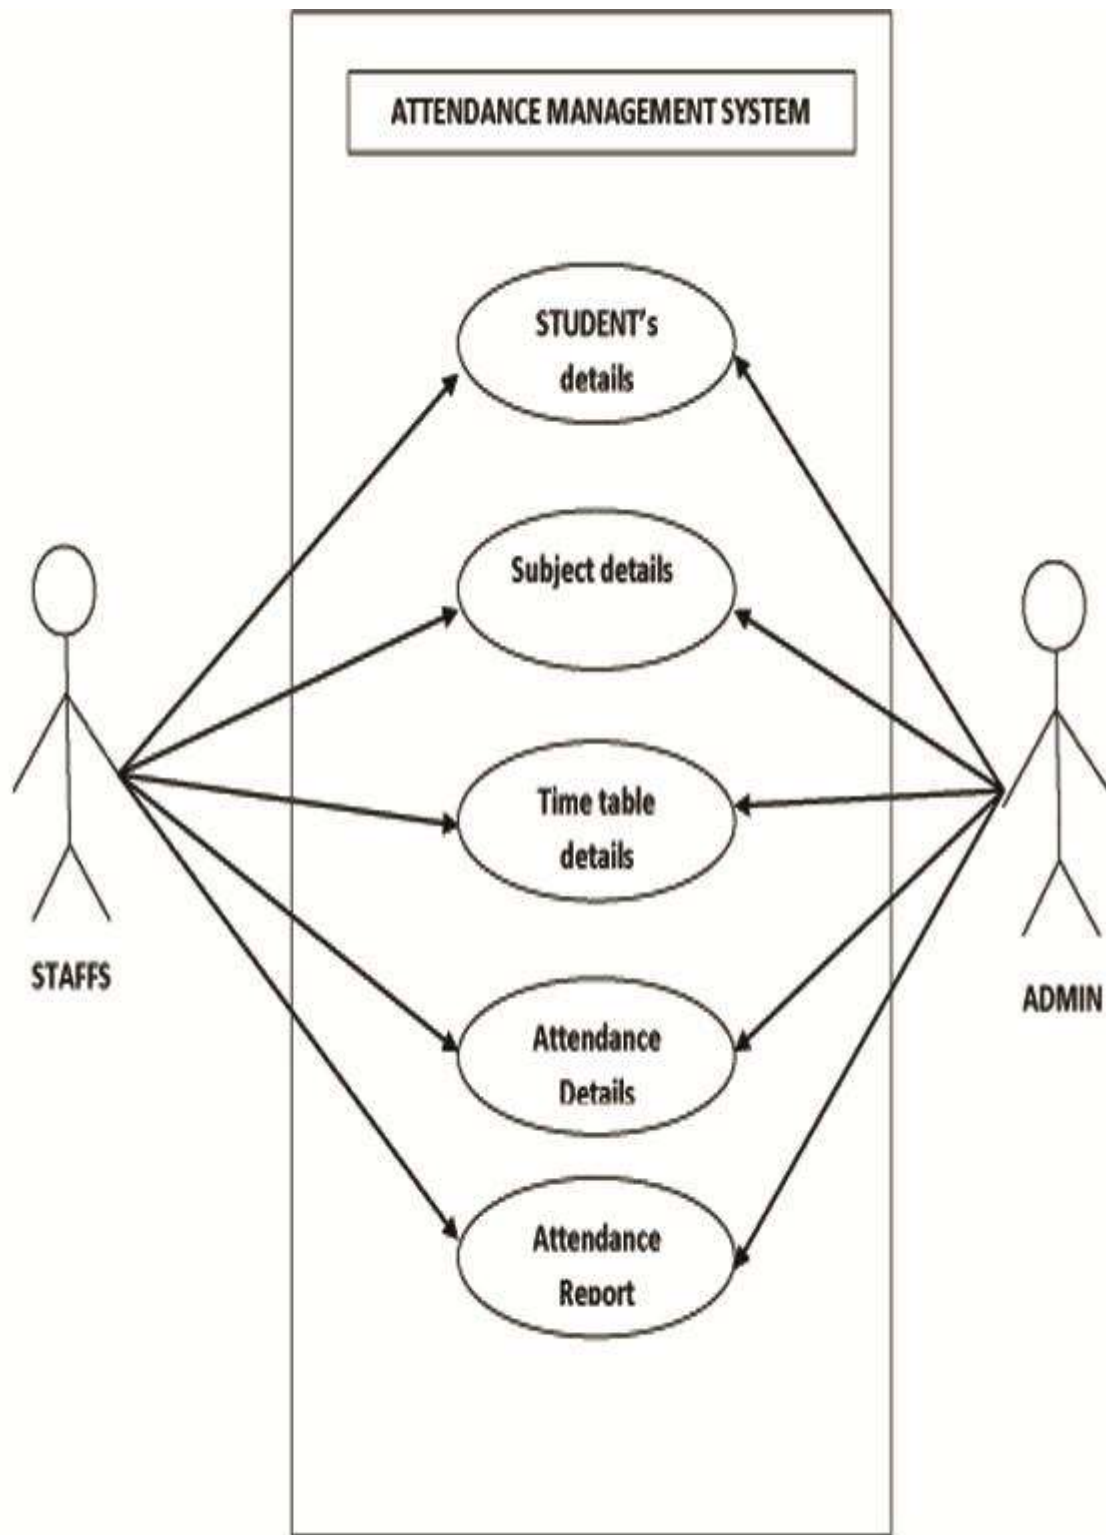 ATTENDANCE MANAGEMENT SYSTEM
STUDENT's
details
Subject details
Time table
details
STAFFS
ADMIN
Attendance
Details
Attendance
Report